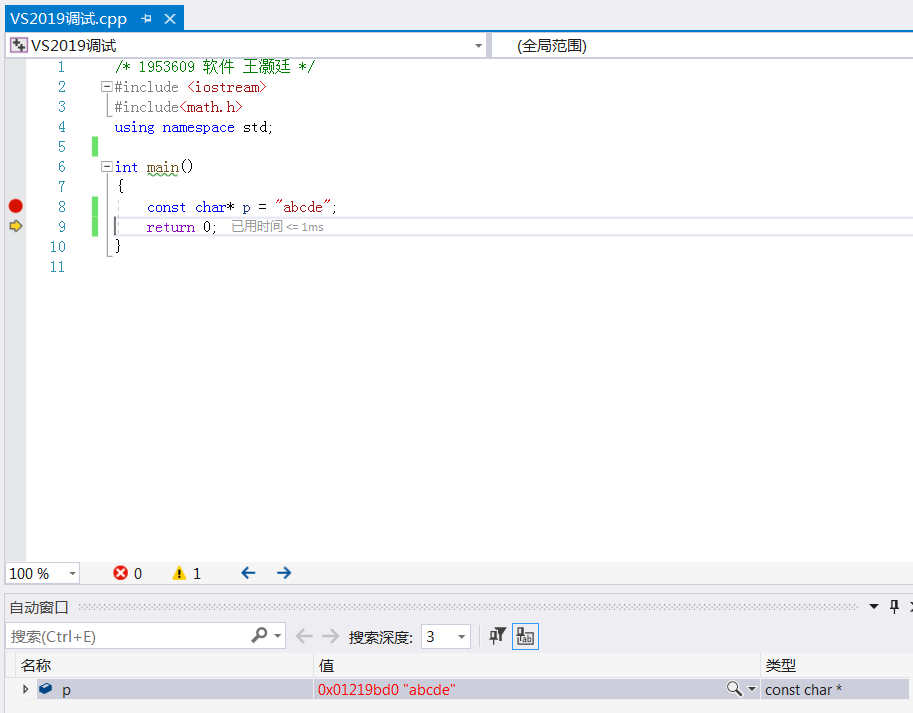 VS2019调试.cpp
VS2019调试 (全局范围)
1 /* 1953609 软件 王灏廷 */
2 #include <iostream>
3 #include<math.h>
4 using namespace std;
5
6 int main()
7 {
8 const char* p = "abcde";
9 return 0; 已用时间 <= 1ms
10 }
11
100 % 0 1
自动窗口
搜索(Ctrl+E) 搜索深度: 3
名称 值 类型
p 0x01219bd0 "abcde" const char *